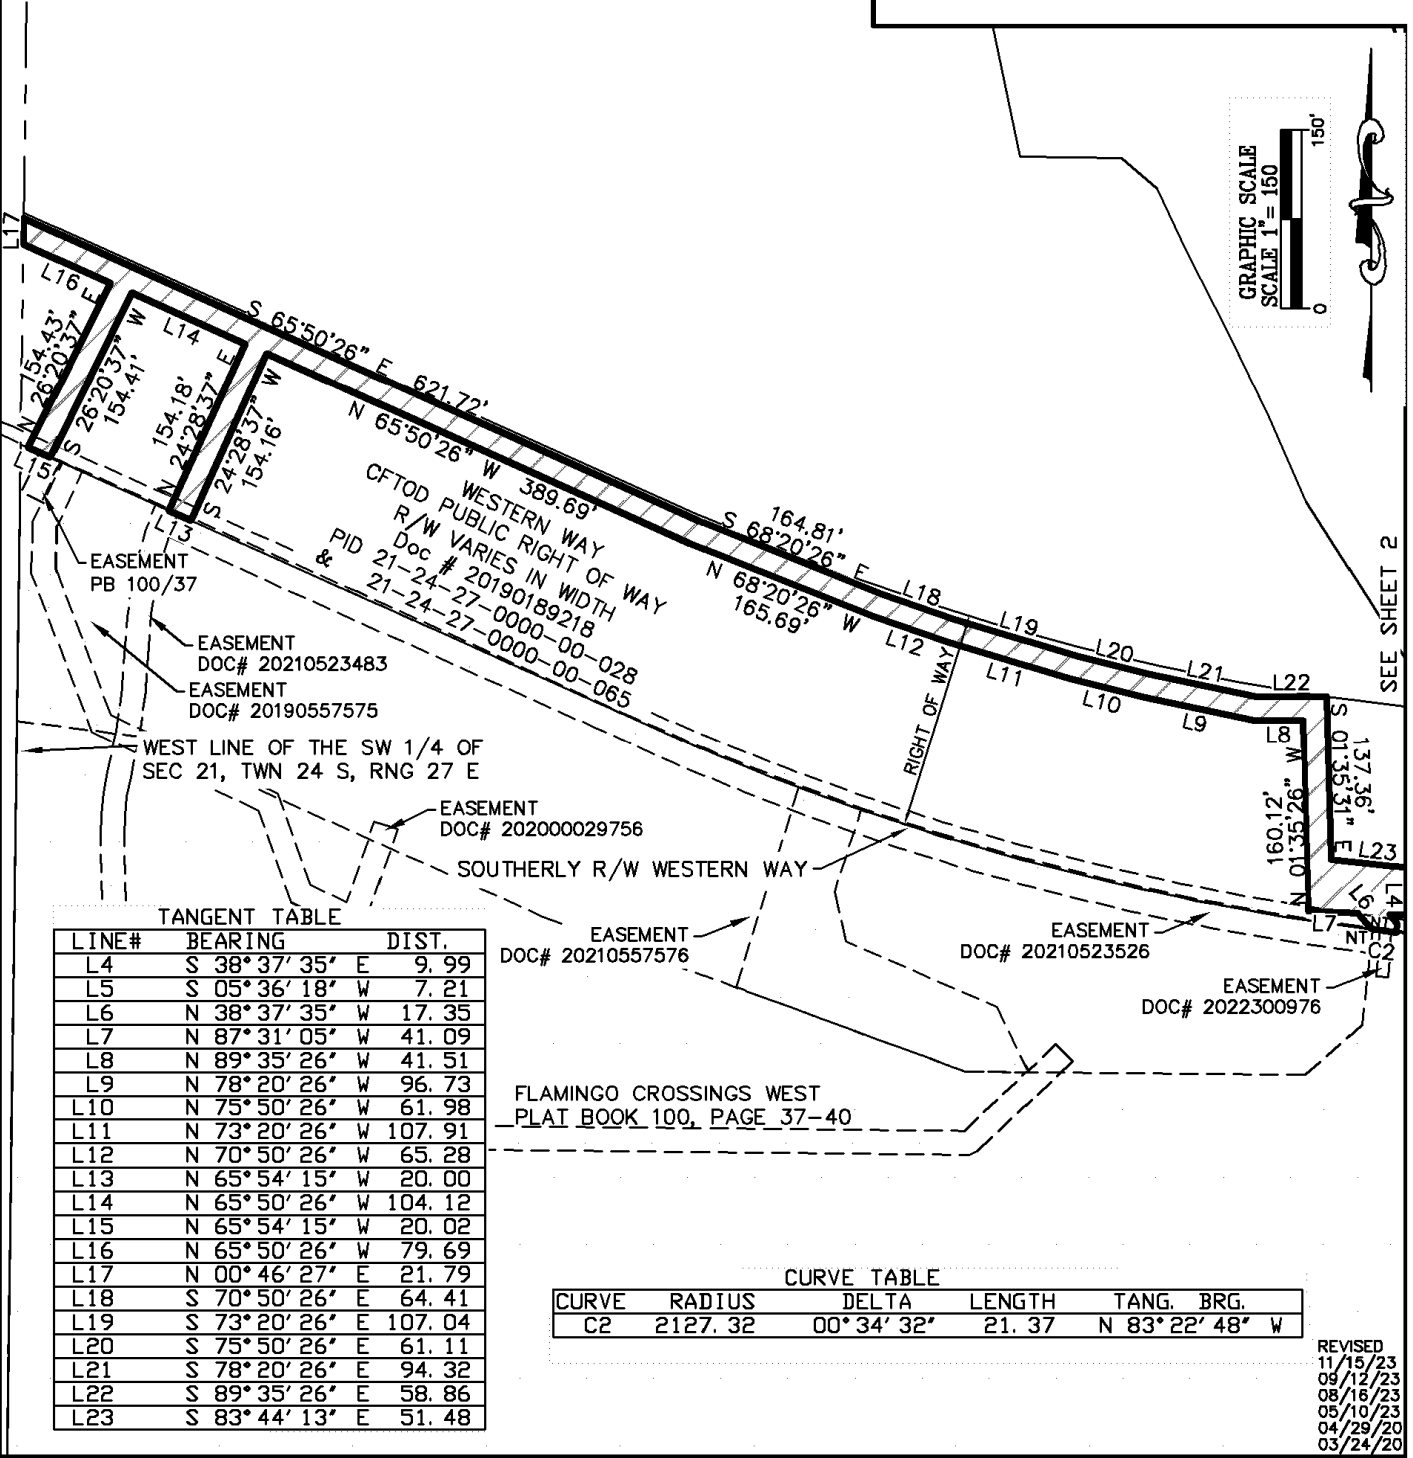 150'
GRAPHIC SCALE
SCALE 1"= 150
0
SEE SHEET 2
L17
L16
L14
154.43'
N 26°20'37" E
S 26°20'37" W
154.41'
154.18'
N 24°28'37" E
S 24°28'37" W
154.16'
L15
L13
S 65°50'26" E 621.72'
N 65°50'26" W 389.69'
WESTERN WAY
CFTOD PUBLIC RIGHT OF WAY
R/W VARIES IN WIDTH
Doc # 20190189218
PID 21-24-27-0000-00-028
&
21-24-27-0000-00-065
164.81'
S 68°20'26" E
N 68°20'26" W
165.69'
L18
L19
L20
L21
L22
L12
L11
L10
L9
L8
RIGHT OF WAY
S 01°35'31" E
137.36'
160.12'
N 01°35'26" W
L23
L4
L6
L7
NT
NT
C2
EASEMENT
PB 100/37
EASEMENT
DOC# 20210523483
EASEMENT
DOC# 20190557575
WEST LINE OF THE SW 1/4 OF
SEC 21, TWN 24 S, RNG 27 E
EASEMENT
DOC# 202000029756
SOUTHERLY R/W WESTERN WAY
EASEMENT
DOC# 20210557576
EASEMENT
DOC# 20210523526
EASEMENT
DOC# 2022300976
FLAMINGO CROSSINGS WEST
PLAT BOOK 100, PAGE 37-40
TANGENT TABLE
LINE# BEARING DIST.
L4 S 38°37'35" E 9.99
L5 S 05°36'18" W 7.21
L6 N 38°37'35" W 17.35
L7 N 87°31'05" W 41.09
L8 N 89°35'26" W 41.51
L9 N 78°20'26" W 96.73
L10 N 75°50'26" W 61.98
L11 N 73°20'26" W 107.91
L12 N 70°50'26" W 65.28
L13 N 65°54'15" W 20.00
L14 N 65°50'26" W 104.12
L15 N 65°54'15" W 20.02
L16 N 65°50'26" W 79.69
L17 N 00°46'27" E 21.79
L18 S 70°50'26" E 64.41
L19 S 73°20'26" E 107.04
L20 S 75°50'26" E 61.11
L21 S 78°20'26" E 94.32
L22 S 89°35'26" E 58.86
L23 S 83°44'13" E 51.48
CURVE TABLE
CURVE RADIUS DELTA LENGTH TANG. BRG.
C2 2127.32 00°34'32" 21.37 N 83°22'48" W
REVISED
11/15/23
09/12/23
08/16/23
05/10/23
04/29/20
03/24/20